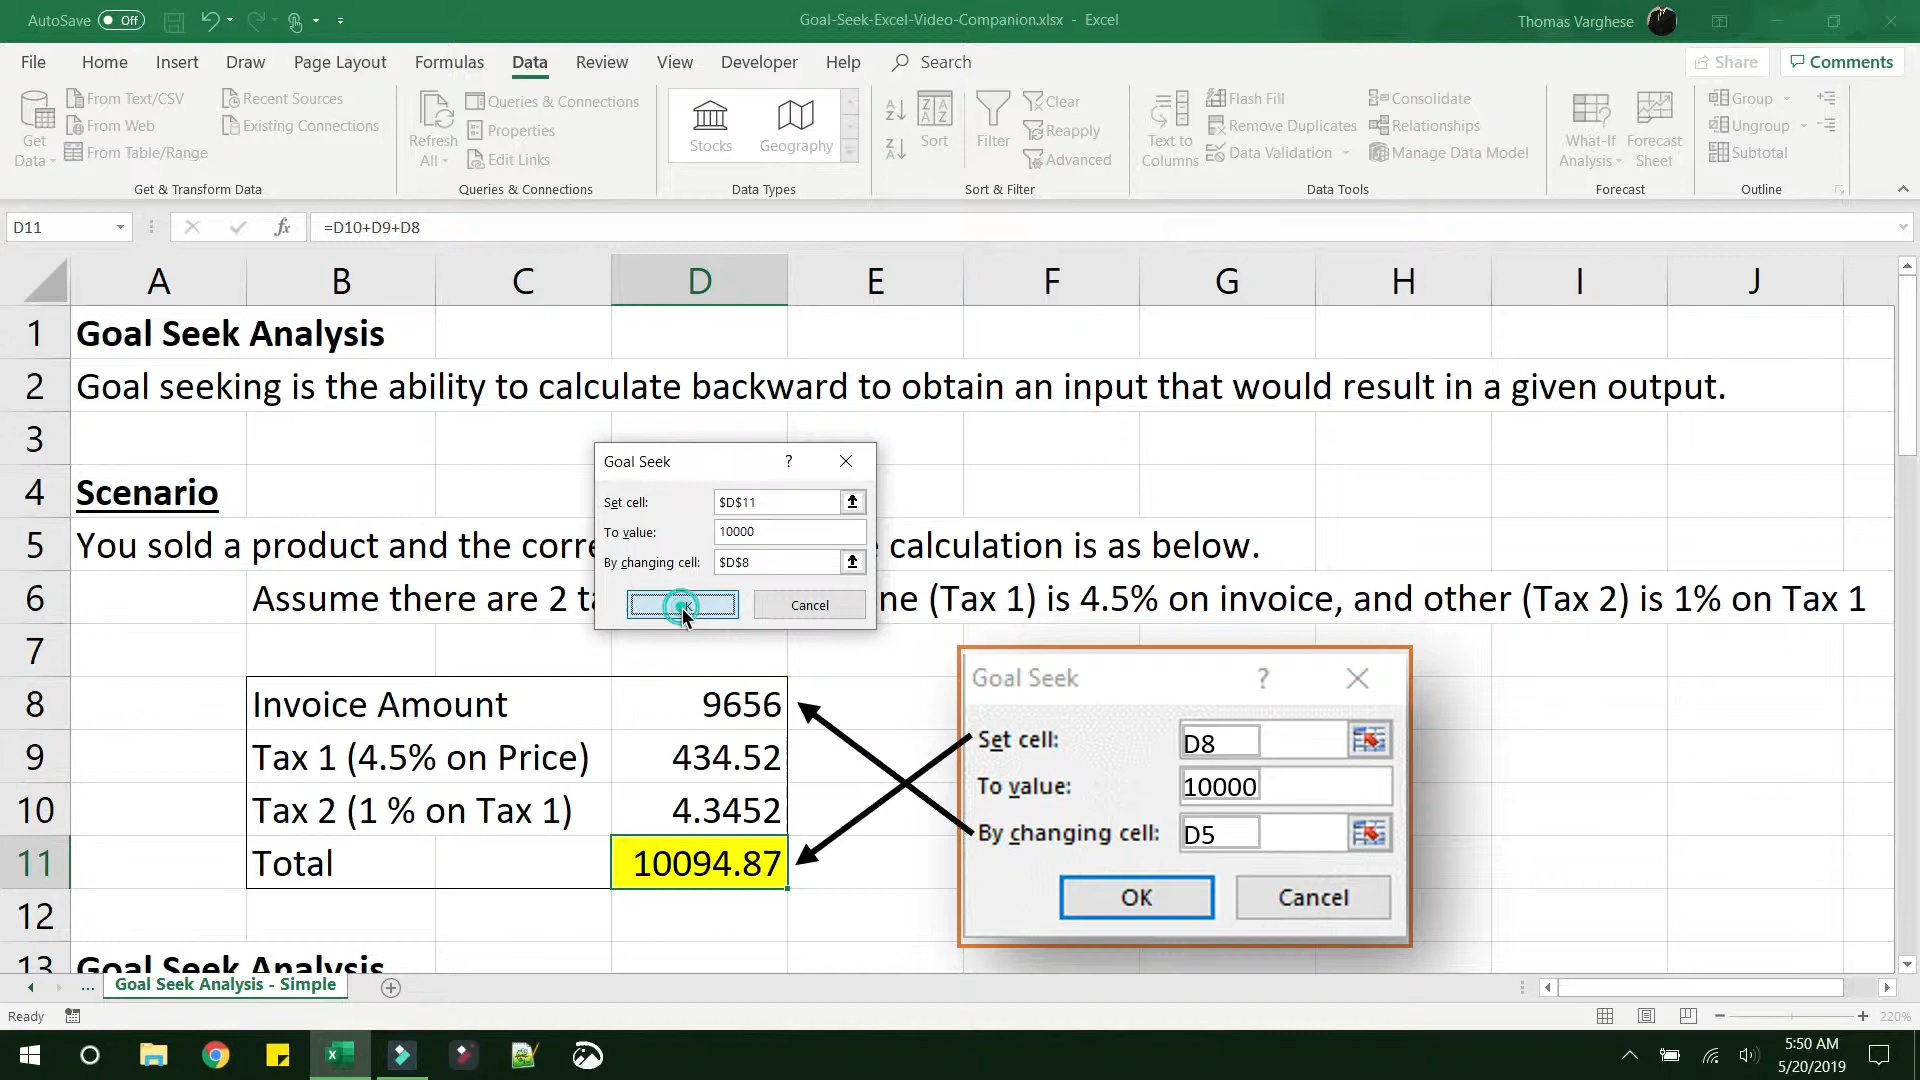 AutoSave Off
Goal-Seek-Excel-Video-Companion.xlsx - Excel
Thomas Varghese
File Home Insert Draw Page Layout Formulas Data Review View Developer Help Search
Share Comments
Get Data
From Text/CSV
From Web
From Table/Range
Recent Sources
Existing Connections
Get & Transform Data
Refresh All
Queries & Connections
Properties
Edit Links
Queries & Connections
Stocks Geography
Data Types
Sort
Filter
Clear
Reapply
Advanced
Sort & Filter
Text to Columns
Flash Fill
Remove Duplicates
Data Validation
Consolidate
Relationships
Manage Data Model
Data Tools
What-If Analysis
Forecast Sheet
Forecast
Group
Ungroup
Subtotal
Outline
D11 fx =D10+D9+D8
A B C D E F G H I J
1 Goal Seek Analysis
2 Goal seeking is the ability to calculate backward to obtain an input that would result in a given output.
3
4 Scenario
5 You sold a product and the corre calculation is as below.
6 Assume there are 2 ta ne (Tax 1) is 4.5% on invoice, and other (Tax 2) is 1% on Tax 1
7
8 Invoice Amount 9656
9 Tax 1 (4.5% on Price) 434.52
10 Tax 2 (1 % on Tax 1) 4.3452
11 Total 10094.87
12
13 Goal Seek Analysis
Goal Seek ?
Set cell: $D$11
To value: 10000
By changing cell: $D$8
Cancel
Goal Seek ?
Set cell: D8
To value: 10000
By changing cell: D5
OK Cancel
... Goal Seek Analysis - Simple
Ready
220%
5:50 AM
5/20/2019